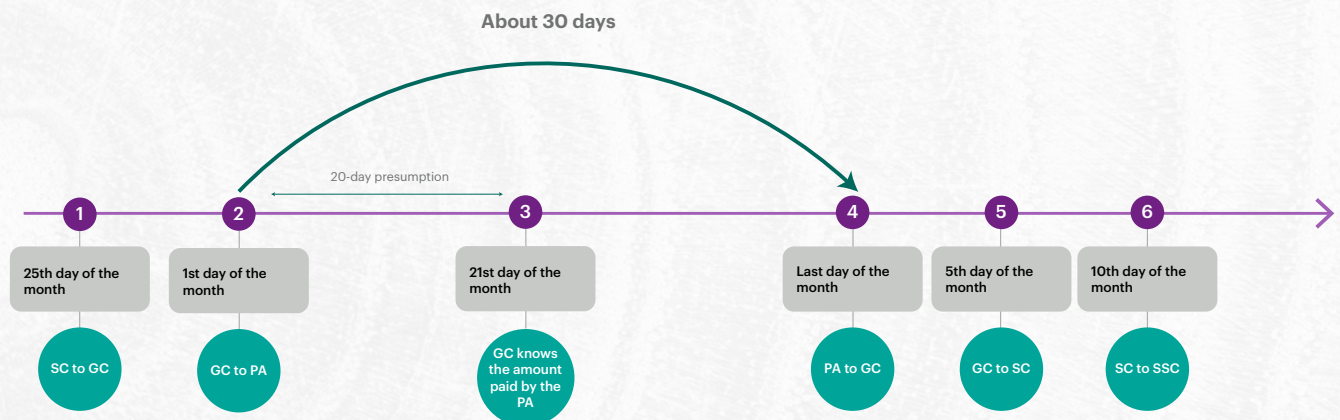 About 30 days
20-day presumption
1
2
3
4
5
6
25th day of the
month
1st day of the
month
21st day of the
month
Last day of the
month
5th day of the
month
10th day of the
month
SC to GC
GC to PA
GC knows
the amount
paid by the
PA
PA to GC
GC to SC
SC to SSC